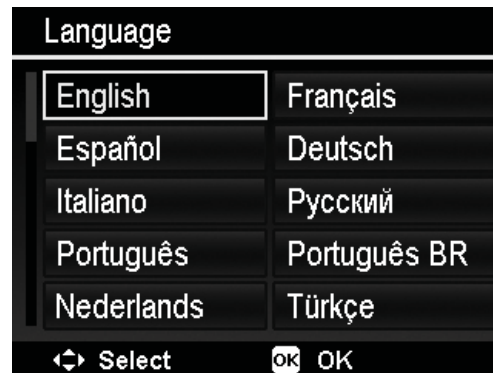 Language
English Français
Español Deutsch
Italiano Русский
Português Português BR
Nederlands Türkçe
Select OK OK